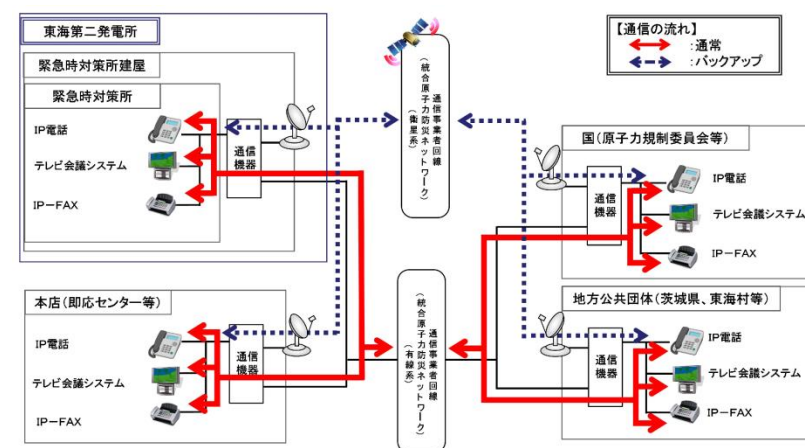 東海第二発電所
緊急時対策所建屋
緊急時対策所
IP電話
テレビ会議システム
IP-FAX
通信
機器
通信事業者回線
(統合原子力防災ネットワーク)
(衛星系)
【通信の流れ】
:通常
:バックアップ
国(原子力規制委員会等)
通信
機器
IP電話
テレビ会議システム
IP-FAX
本店(即応センター等)
IP電話
テレビ会議システム
IP-FAX
通信
機器
通信事業者回線
(統合原子力防災ネットワーク)
(有線系)
地方公共団体(茨城県、東海村等)
通信
機器
IP電話
テレビ会議システム
IP-FAX